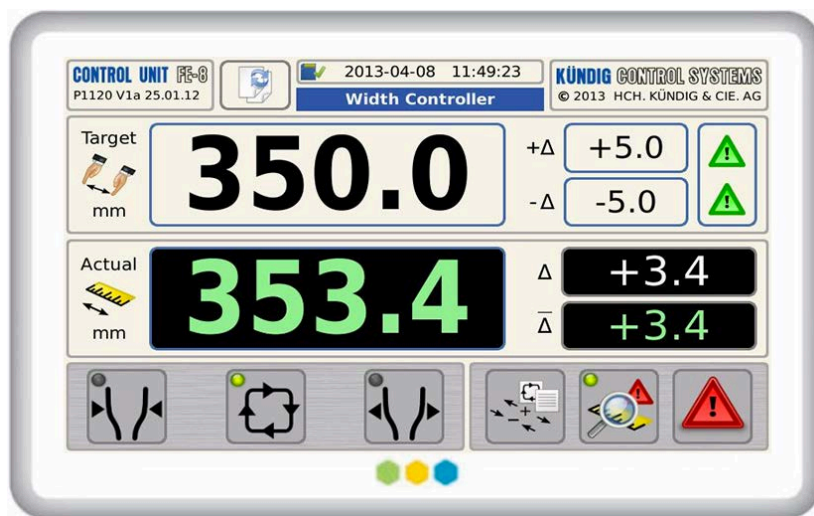 CONTROL UNIT FE-8
P1120 V1a 25.01.12
2013-04-08 11:49:23
Width Controller
KÜNDIG CONTROL SYSTEMS
© 2013 HCH. KÜNDIG & CIE. AG
Target
mm
350.0
+Δ +5.0
-Δ -5.0
Actual
mm
353.4
Δ +3.4
Δ̅ +3.4